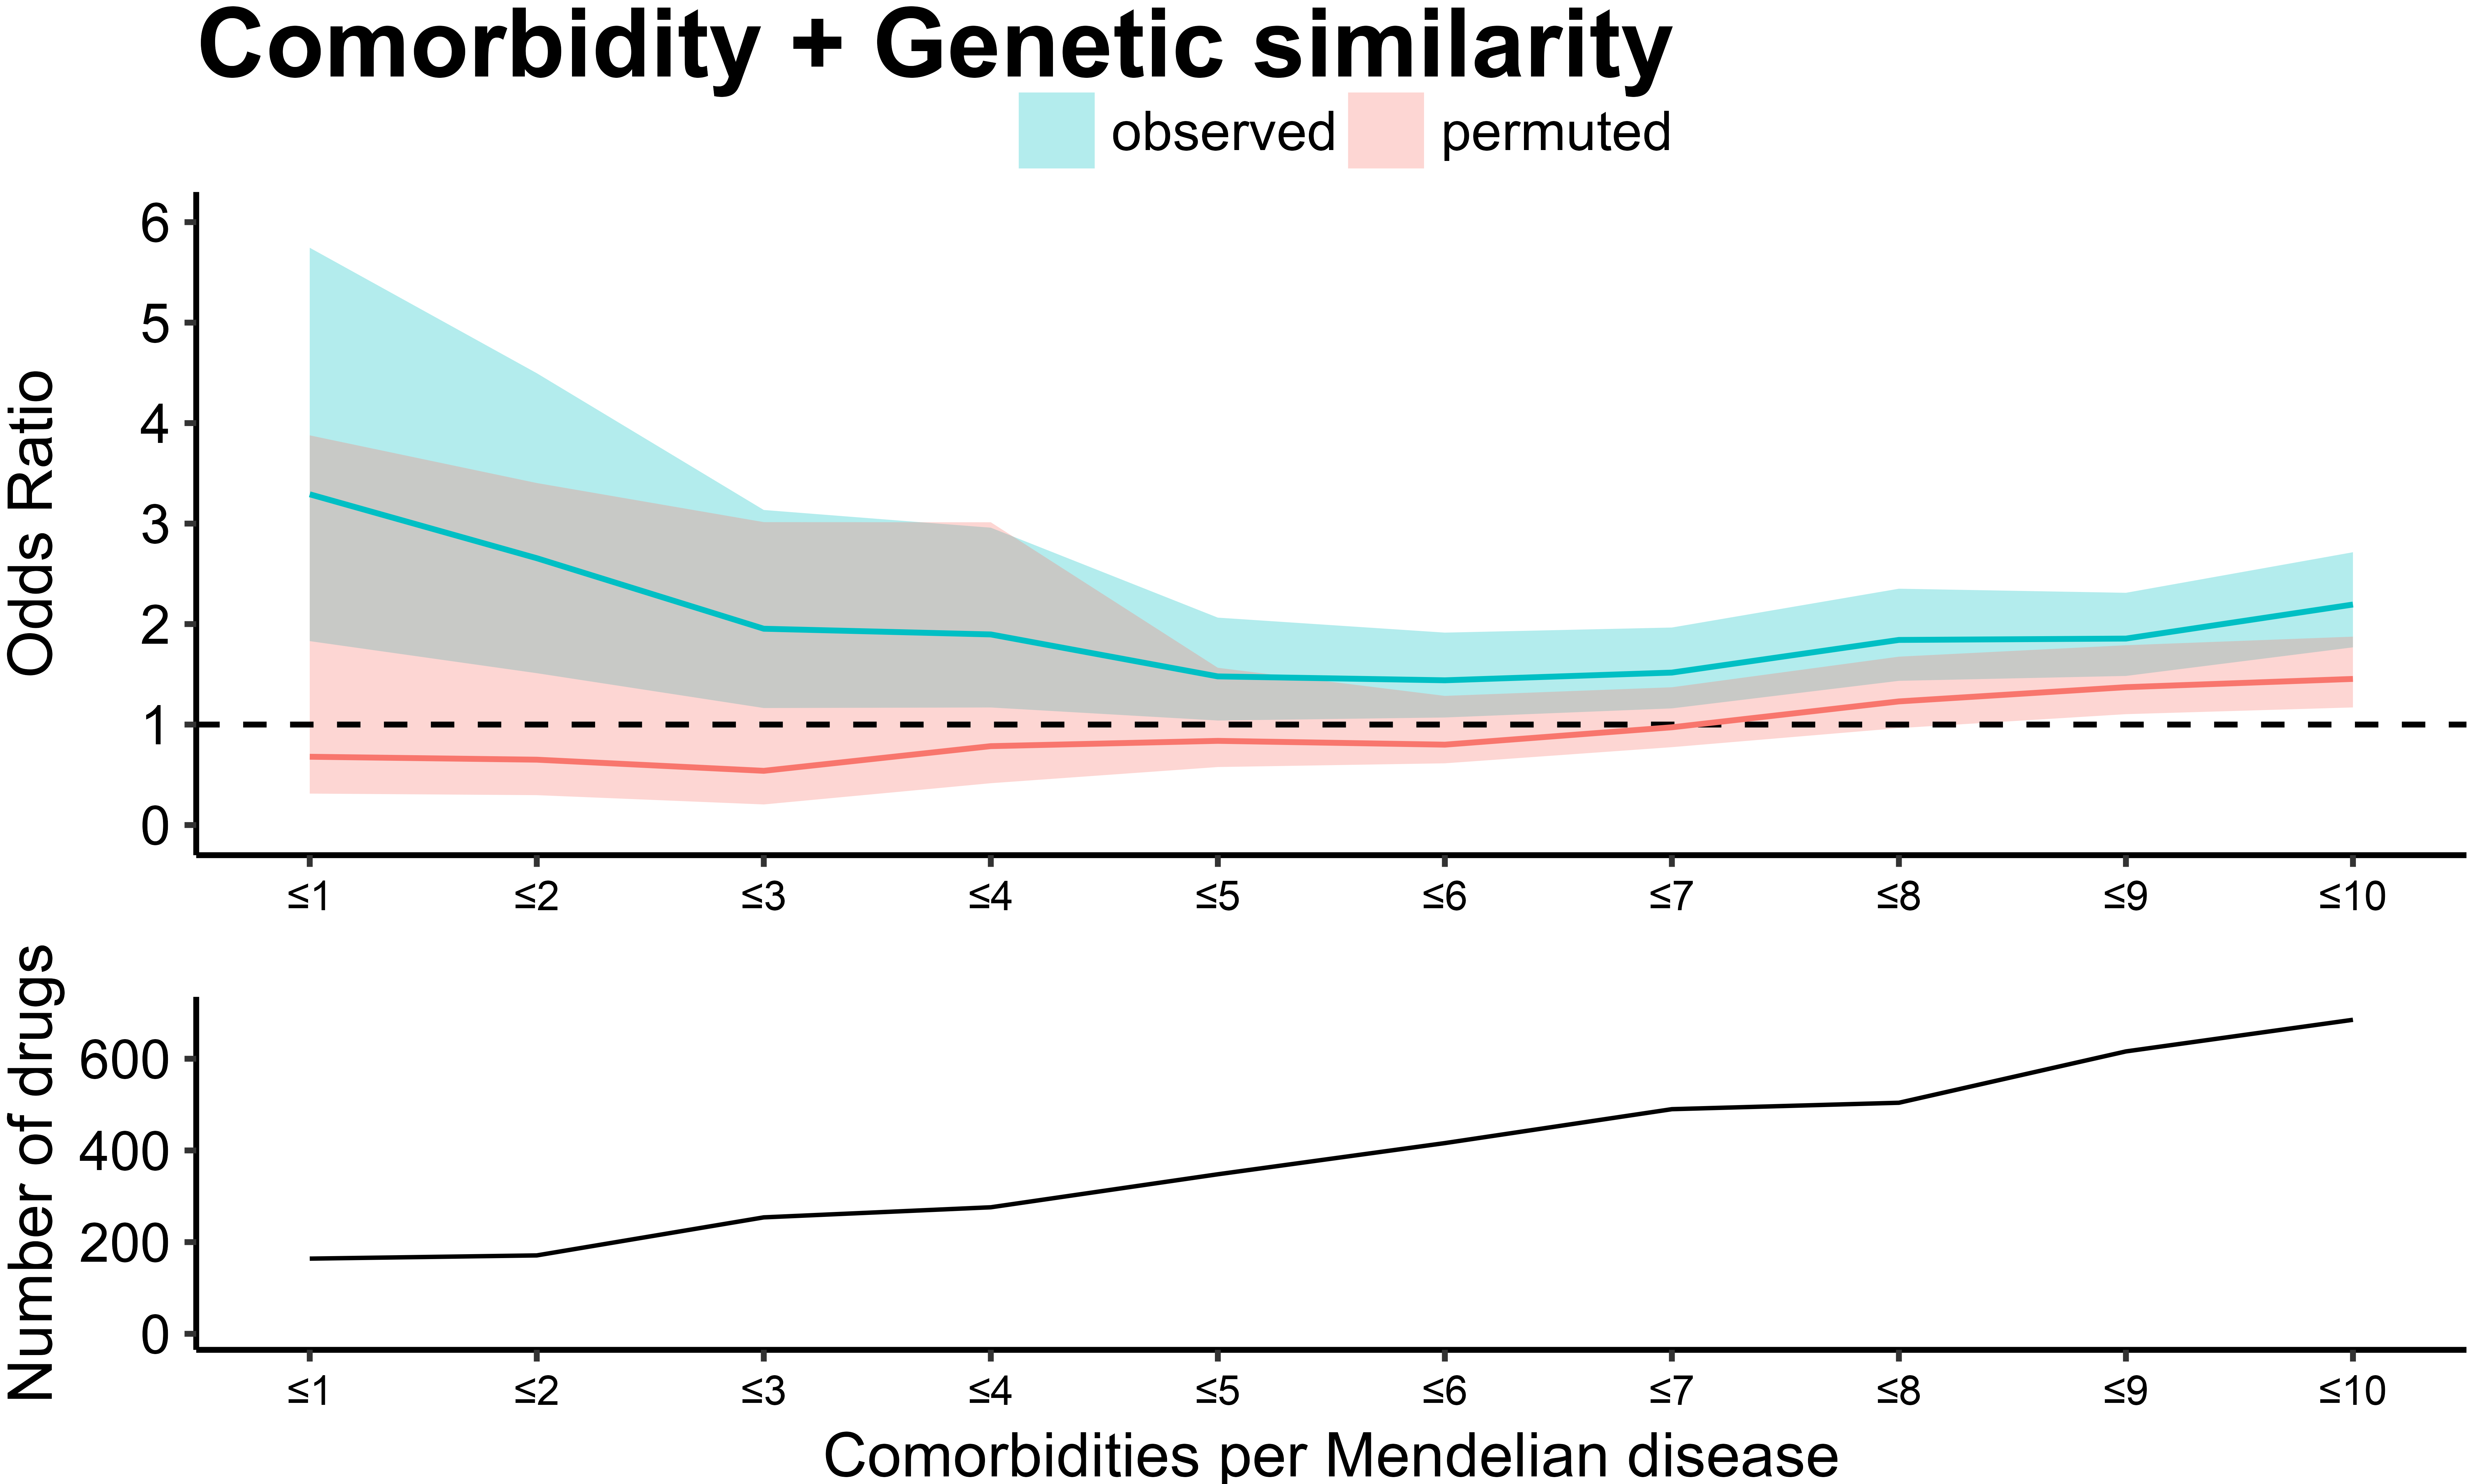 Comorbidity + Genetic similarity
observed permuted
Odds Ratio
6
5
4
3
2
1
0
≤1 ≤2 ≤3 ≤4 ≤5 ≤6 ≤7 ≤8 ≤9 ≤10
Number of drugs
600
400
200
0
≤1 ≤2 ≤3 ≤4 ≤5 ≤6 ≤7 ≤8 ≤9 ≤10
Comorbidities per Mendelian disease